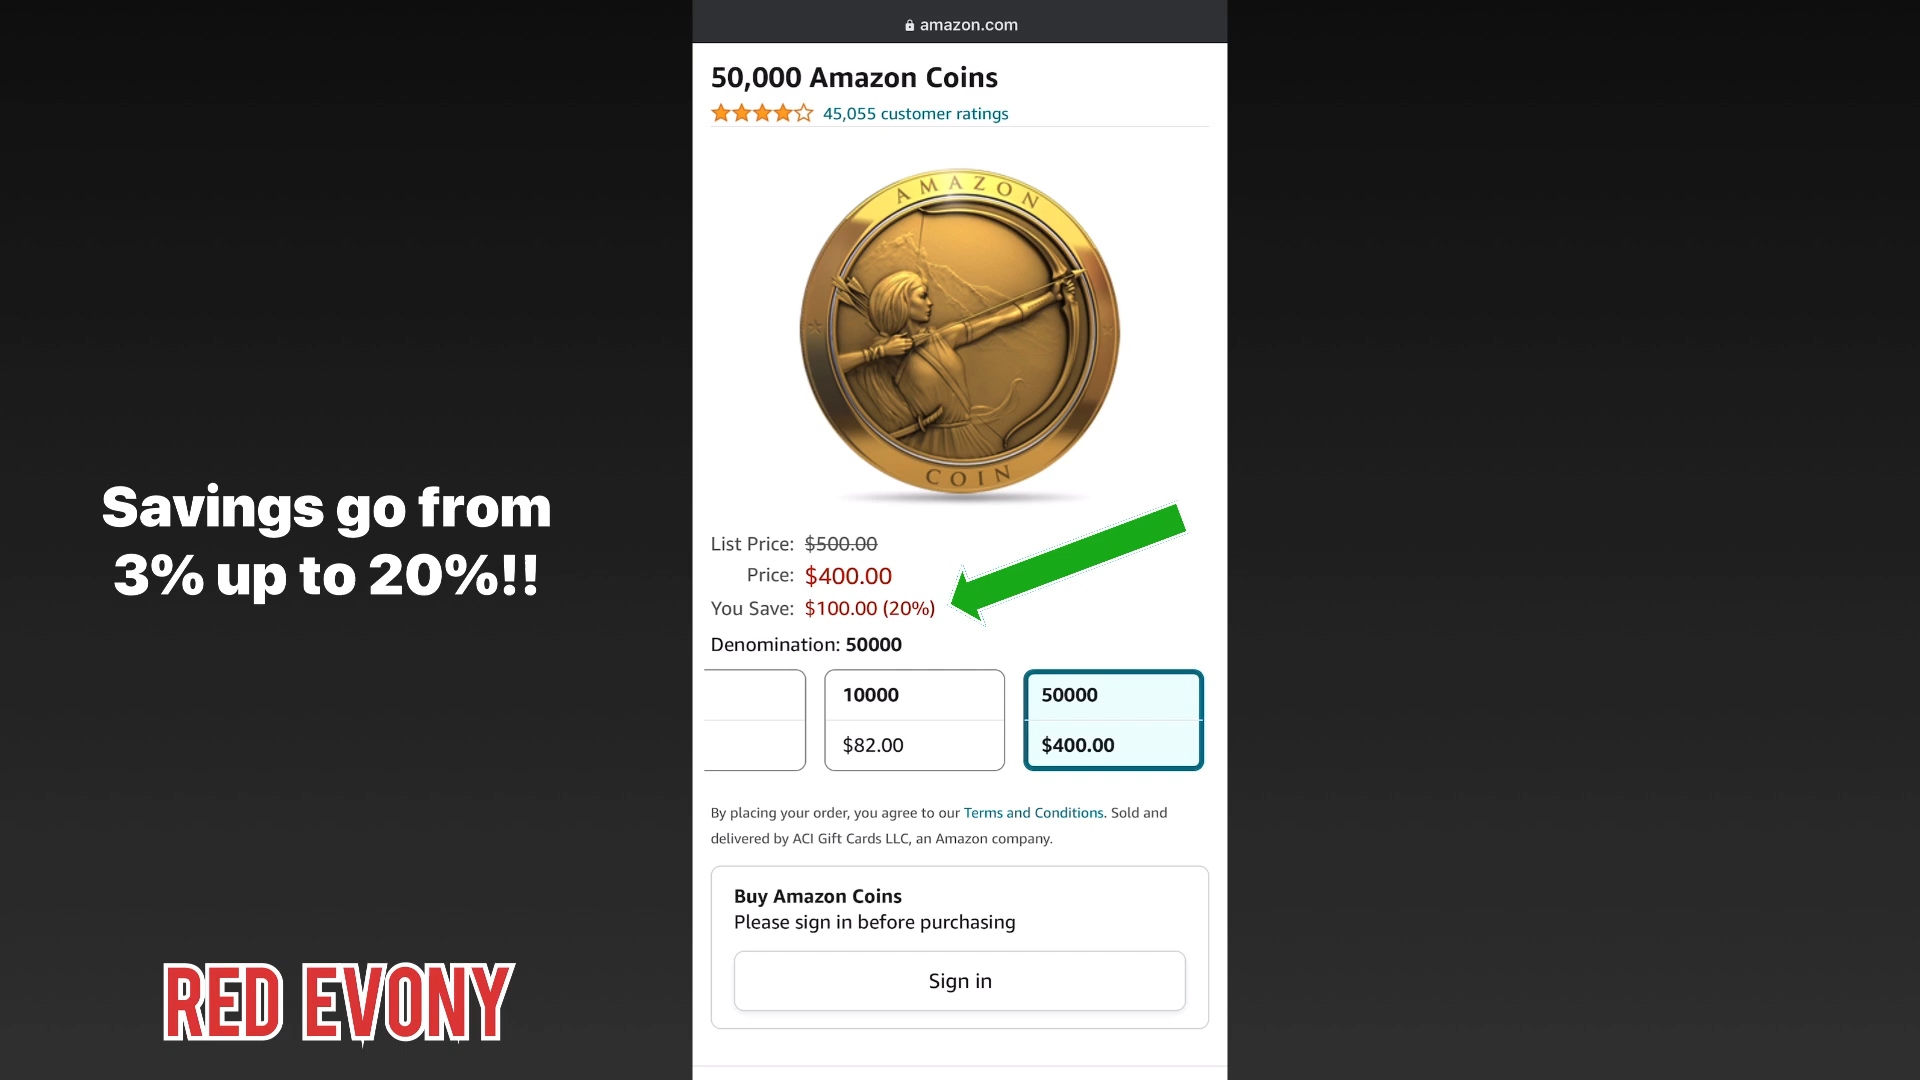 amazon.com
50,000 Amazon Coins
45,055 customer ratings
AMAZON
COIN
Savings go from
3% up to 20%!!
List Price: $500.00
Price: $400.00
You Save: $100.00 (20%)
Denomination: 50000
10000
$82.00
50000
$400.00
By placing your order, you agree to our Terms and Conditions. Sold and
delivered by ACI Gift Cards LLC, an Amazon company.
Buy Amazon Coins
Please sign in before purchasing
Sign in
RED EVONY